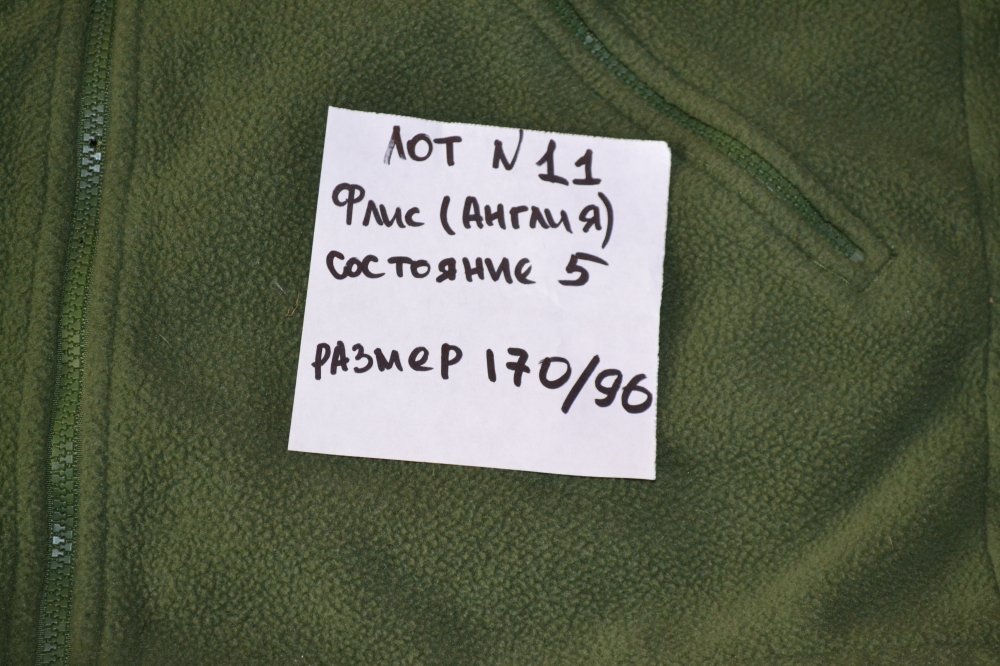 ЛОТ N 11
Флис (Англия)
состояние 5
размер 170/96